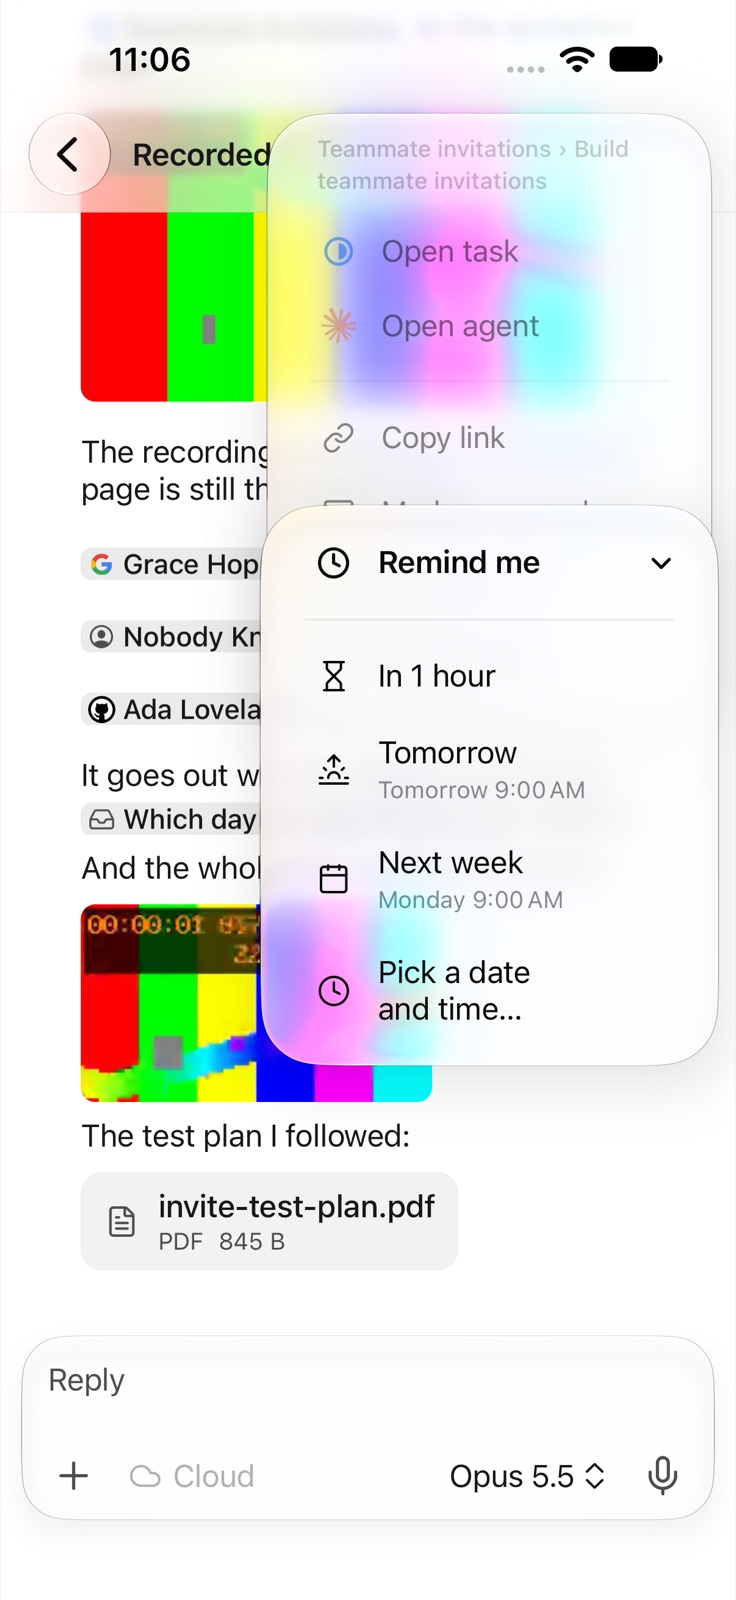 11:06
Recorded
Teammate invitations › Build
teammate invitations
Open task
Open agent
Copy link
The recording
page is still th
Remind me
Grace Hop
Nobody Kn
In 1 hour
Ada Lovela
Tomorrow
Tomorrow 9:00 AM
It goes out w
Which day
Next week
Monday 9:00 AM
And the whol
00:00:01
22
Pick a date
and time...
The test plan I followed:
invite-test-plan.pdf
PDF 845 B
Reply
Cloud
Opus 5.5